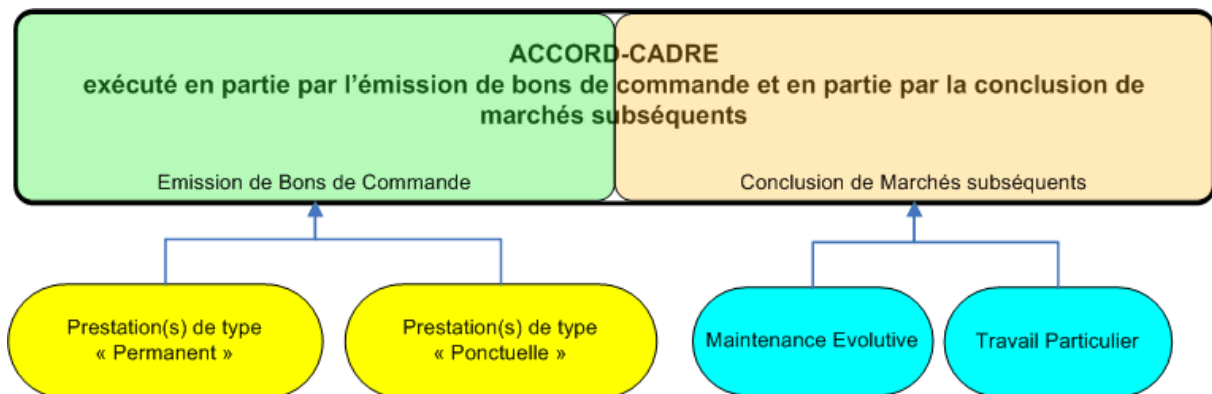 ACCORD-CADRE
exécuté en partie par l'émission de bons de commande et en partie par la conclusion de
marchés subséquents
Emission de Bons de Commande
Conclusion de Marchés subséquents
Prestation(s) de type
« Permanent »
Prestation(s) de type
« Ponctuelle »
Maintenance Evolutive
Travail Particulier